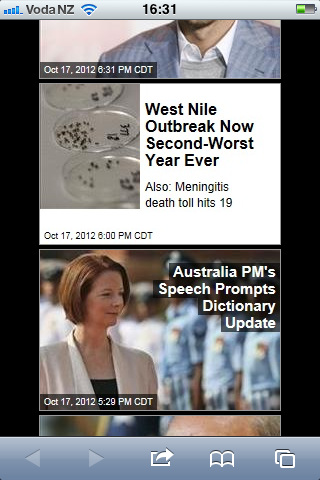 VodaNZ
16:31
Oct 17, 2012 6:31 PM CDT
West Nile
Outbreak Now
Second-Worst
Year Ever
Also: Meningitis
death toll hits 19
Oct 17, 2012 6:00 PM CDT
Australia PM's
Speech Prompts
Dictionary
Update
Oct 17, 2012 5:29 PM CDT